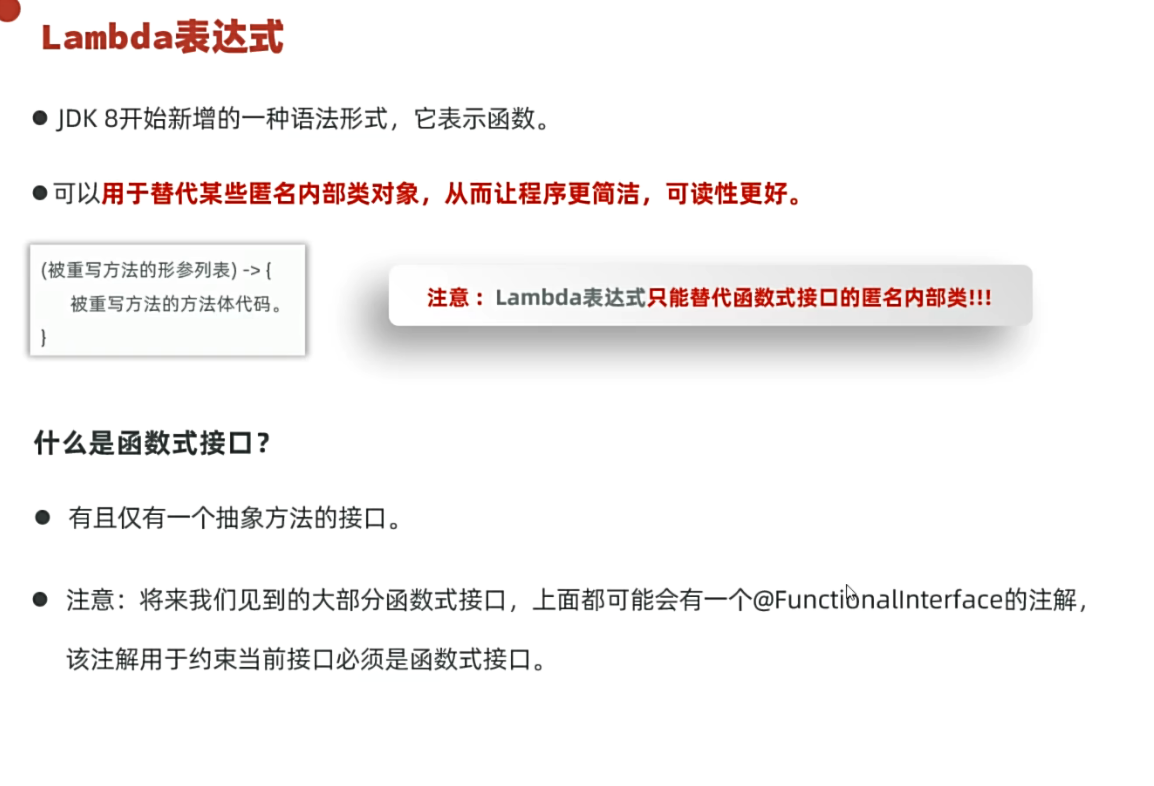 Lambda表达式
JDK 8开始新增的一种语法形式，它表示函数。
可以用于替代某些匿名内部类对象，从而让程序更简洁，可读性更好。
(被重写方法的形参列表) -> {
被重写方法的方法体代码。
}
注意：Lambda表达式只能替代函数式接口的匿名内部类!!!
什么是函数式接口？
有且仅有一个抽象方法的接口。
注意：将来我们见到的大部分函数式接口，上面都可能会有一个@FunctionalInterface的注解，
该注解用于约束当前接口必须是函数式接口。